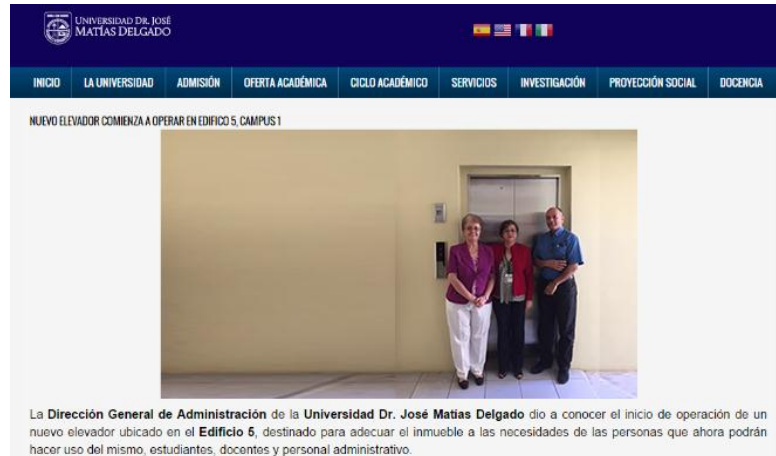 UNIVERSIDAD DR. JOSÉ
MATÍAS DELGADO
INICIO LA UNIVERSIDAD ADMISIÓN OFERTA ACADÉMICA CICLO ACADÉMICO SERVICIOS INVESTIGACIÓN PROYECCIÓN SOCIAL DOCENCIA
NUEVO ELEVADOR COMIENZA A OPERAR EN EDIFICO 5, CAMPUS 1
La Dirección General de Administración de la Universidad Dr. José Matías Delgado dio a conocer el inicio de operación de un
nuevo elevador ubicado en el Edificio 5, destinado para adecuar el inmueble a las necesidades de las personas que ahora podrán
hacer uso del mismo, estudiantes, docentes y personal administrativo.